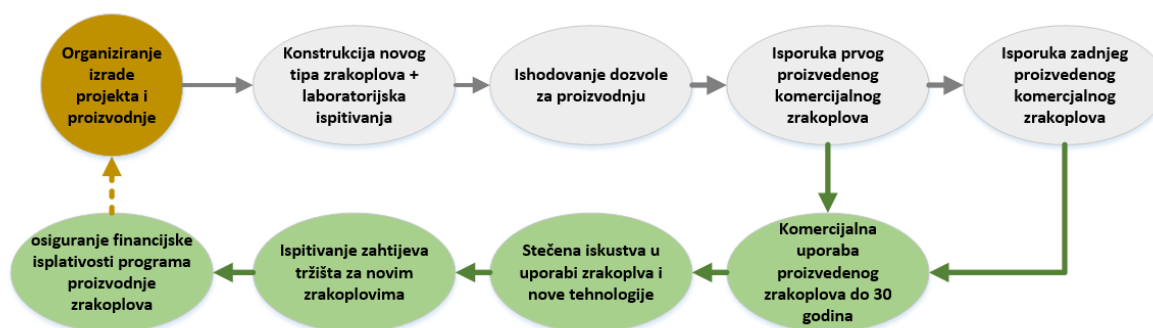 Organiziranje
izrade
projekta i
proizvodnje
Konstrukcija novog
tipa zrakoplova +
laboratorijska
ispitivanja
Ishodovanje dozvole
za proizvodnju
Isporuka prvog
proizvedenog
komercijalnog
zrakoplova
Isporuka zadnjeg
proizvedenog
komercjalnog
zrakoplova
osiguranje financijske
isplativosti programa
proizvodnje
zrakoplova
Ispitivanje zahtijeva
tržišta za novim
zrakoplovima
Stečena iskustva u
uporabi zrakoplva i
nove tehnologije
Komercijalna
uporaba
proizvedenog
zrakoplova do 30
godina